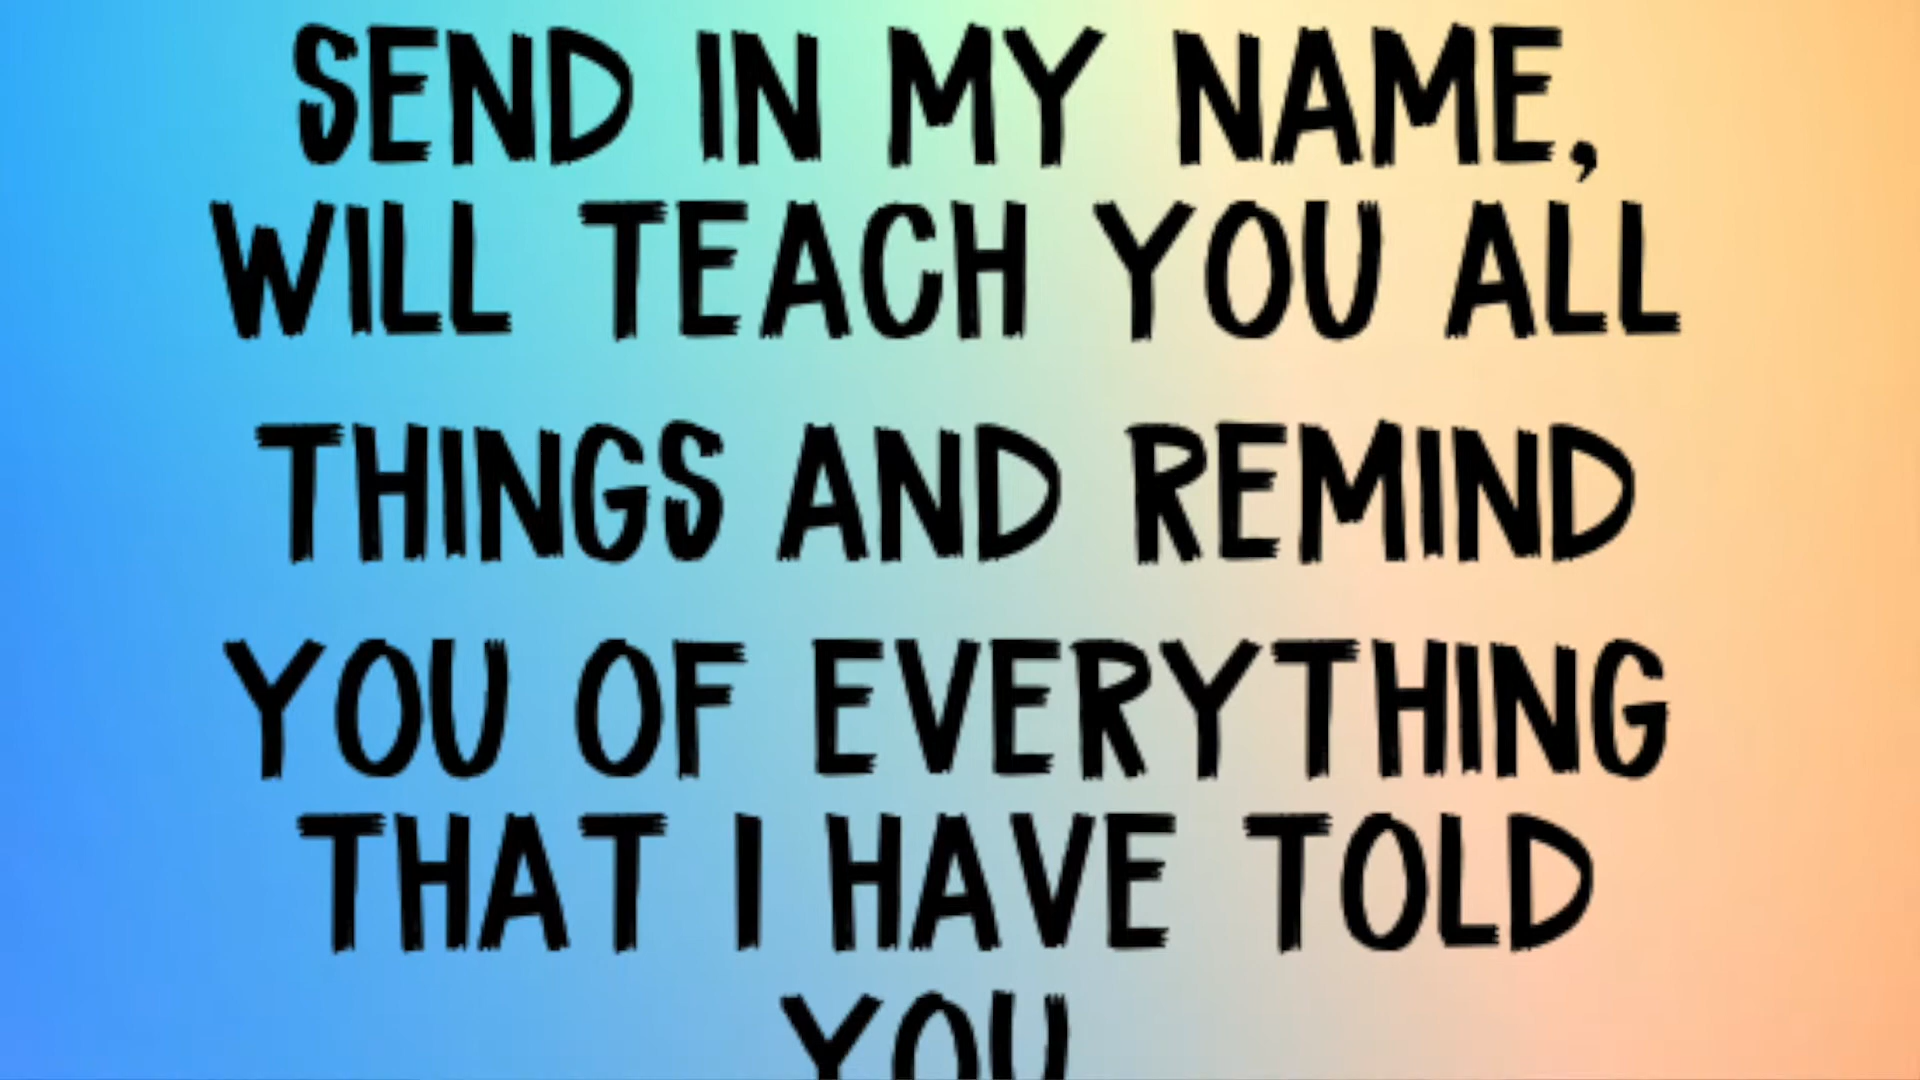 SEND IN MY NAME,
WILL TEACH YOU ALL
THINGS AND REMIND
YOU OF EVERYTHING
THAT I HAVE TOLD
YOU